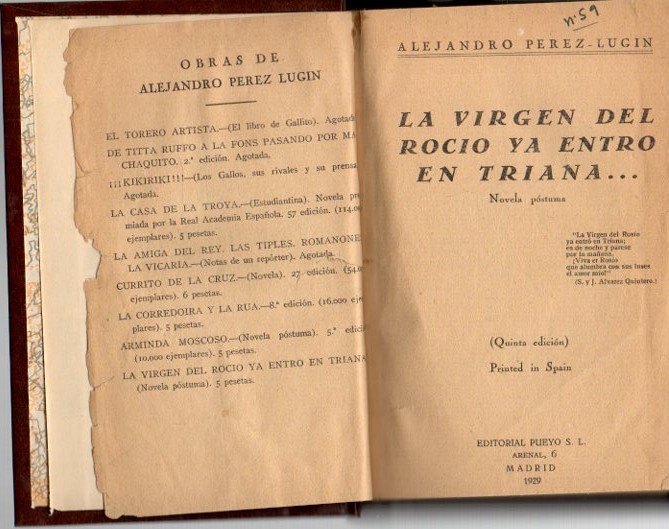 OBRAS DE
ALEJANDRO PEREZ LUGIN
EL TORERO ARTISTA.—(El libro de Gallito). Agotad
DE TITTA RUFFO A LA FONS PASANDO POR MA
CHAQUITO. 2.ª edición. Agotada.
¡¡¡KIKIRIKI!!!—(Los Gallos, sus rivales y su prensa
Agotada.
LA CASA DE LA TROYA.—(Estudiantina). Novela pre
miada por la Real Academia Española. 57 edición. (114.00
ejemplares). 5 pesetas.
LA AMIGA DEL REY. LAS TIPLES. ROMANONE
LA VICARIA.—(Notas de un repórter). Agotada.
CURRITO DE LA CRUZ.—(Novela). 27 edición. (54.0
ejemplares). 6 pesetas.
LA CORREDOIRA Y LA RUA.—8.ª edición. (16.000 eje
plares). 5 pesetas.
ARMINDA MOSCOSO.—(Novela póstuma). 5.ª edici
(10.000 ejemplares). 5 pesetas.
LA VIRGEN DEL ROCIO YA ENTRO EN TRIANA
(Novela póstuma). 5 pesetas.
n·59
ALEJANDRO PEREZ-LUGIN
LA VIRGEN DEL
ROCIO YA ENTRO
EN TRIANA...
Novela póstuma
"La Virgen del Rocío
ya entró en Triana;
es de noche y parece
por la mañana.
¡Viva el Rocío
que alumbra con sus luces
el amor mío!"
(S. y J. Alvarez Quintero.)
(Quinta edición)
Printed in Spain
EDITORIAL PUEYO S. L.
ARENAL, 6
MADRID
1929